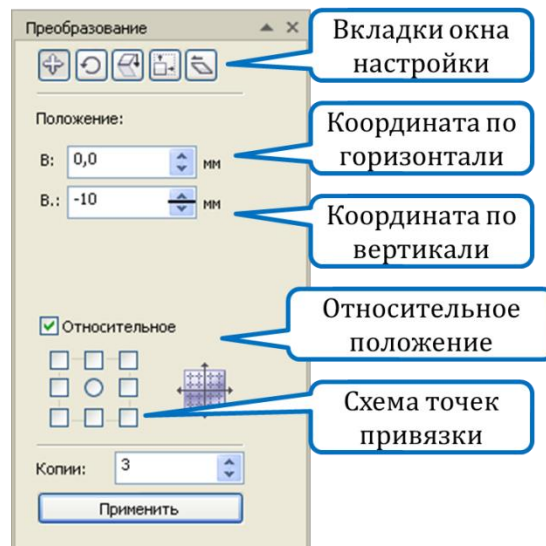 Преобразование
Вкладки окна
настройки
Положение:
В: 0,0 мм
Координата по
горизонтали
В.: -10 мм
Координата по
вертикали
Относительное
Относительное
положение
Схема точек
привязки
Копии: 3
Применить